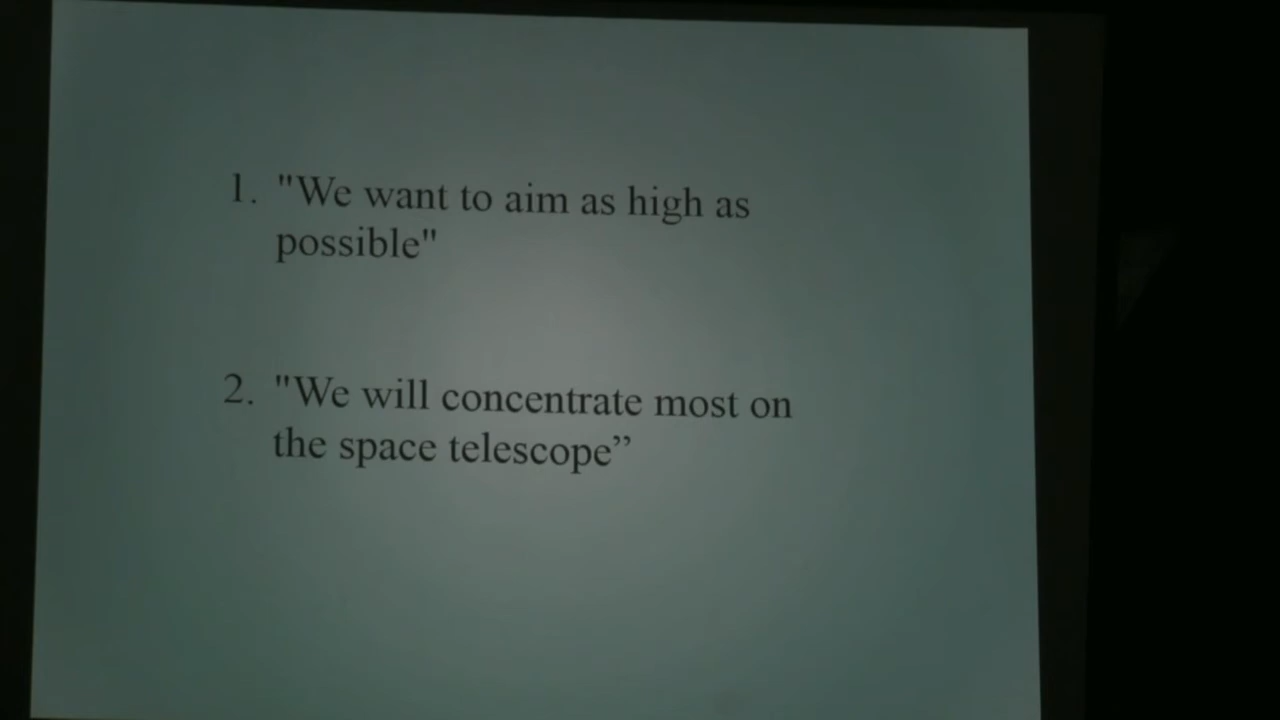 1. "We want to aim as high as
possible"
2. "We will concentrate most on
the space telescope”